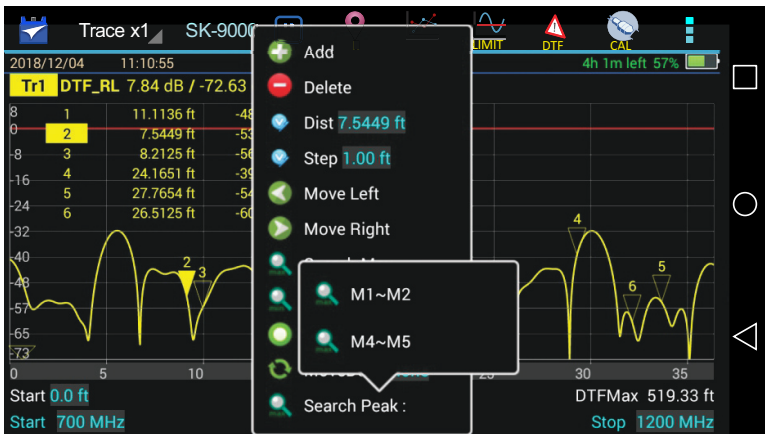 Trace x1 SK-9000
LIMIT DTF CAL
2018/12/04 11:10:55 4h 1m left 57%
Tr1 DTF_RL 7.84 dB / -72.63
8 1 11.1136 ft -48
0 2 7.5449 ft -53
-8 3 8.2125 ft -56
-16 4 24.1651 ft -39
5 27.7654 ft -54
-24 6 26.5125 ft -60
-32
-40
-48
-57
-65
-73
2 3 4 5 6
0 5 10 25 30 35
Start 0.0 ft DTFMax 519.33 ft
Start 700 MHz Stop 1200 MHz
Add
Delete
Dist 7.5449 ft
Step 1.00 ft
Move Left
Move Right
M1~M2
M4~M5
Search Peak :